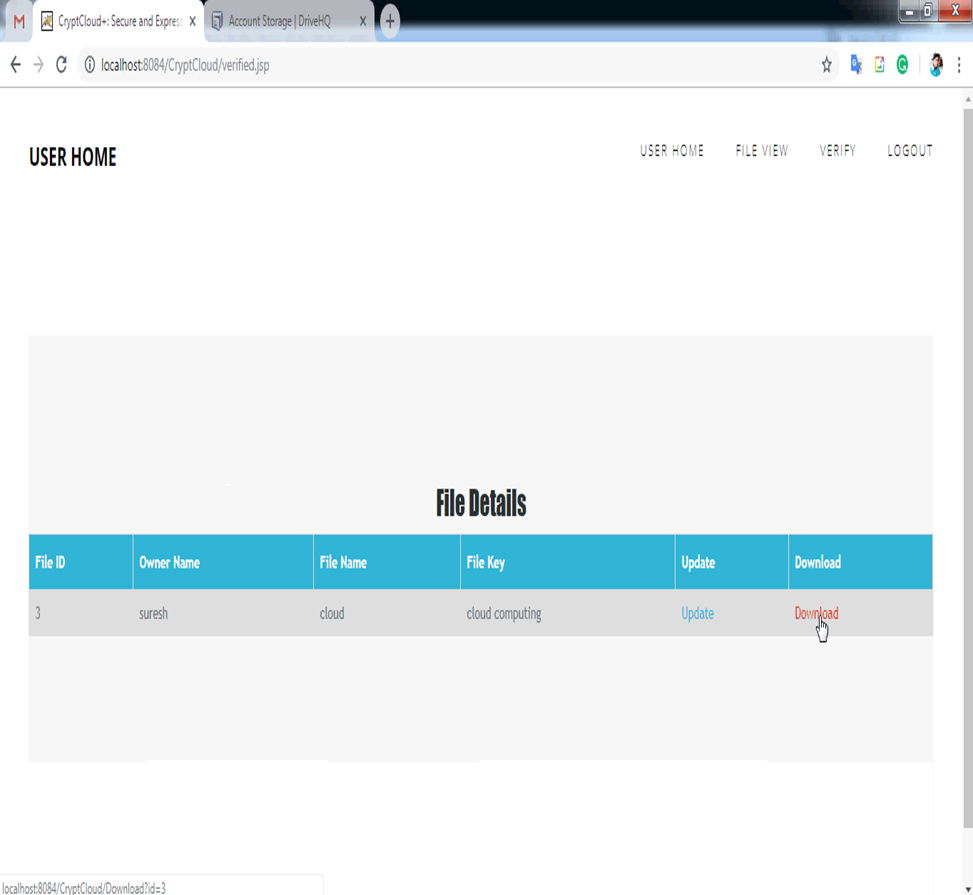 M CryptCloud+: Secure and Expres Account Storage | DriveHQ
localhost:8084/CryptCloud/verified.jsp
USER HOME USER HOME FILE VIEW VERIFY LOGOUT
File Details
File ID Owner Name File Name File Key Update Download
3 suresh cloud cloud computing Update Download
localhost:8084/CryptCloud/Download?id=3